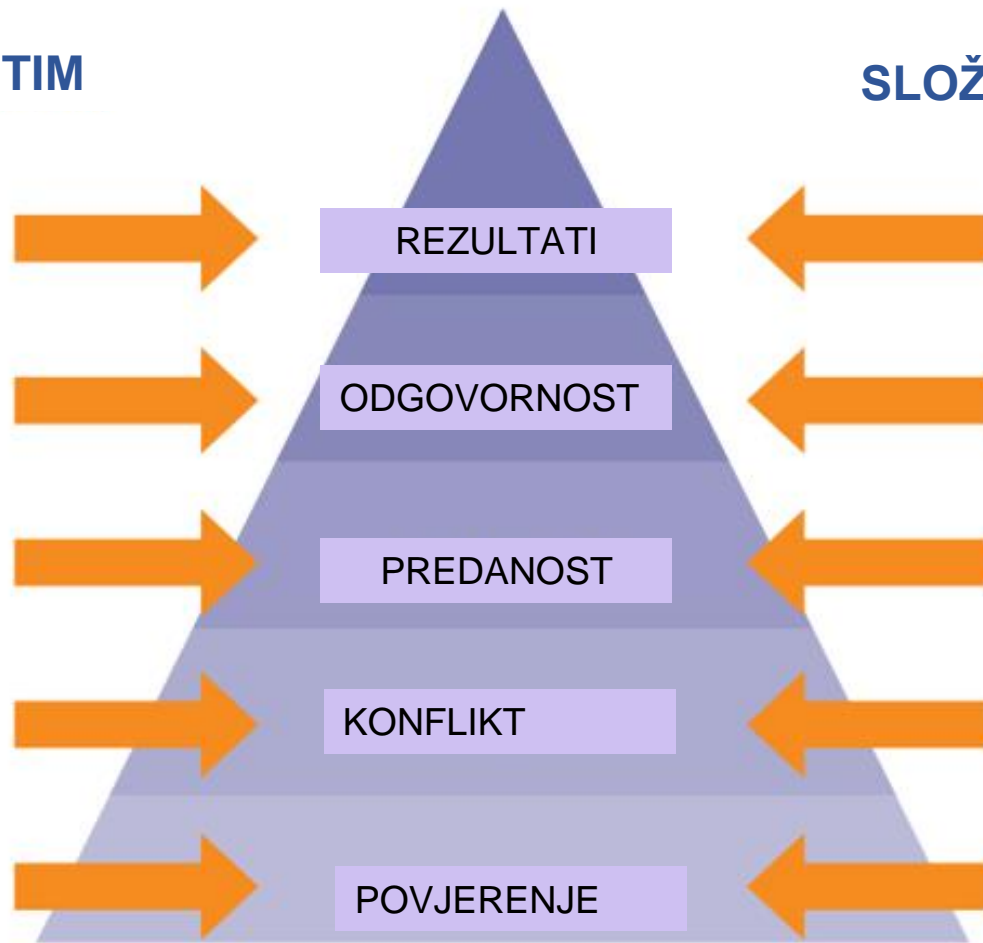 TIM
SLOŽ
REZULTATI
ODGOVORNOST
PREDANOST
KONFLIKT
POVJERENJE